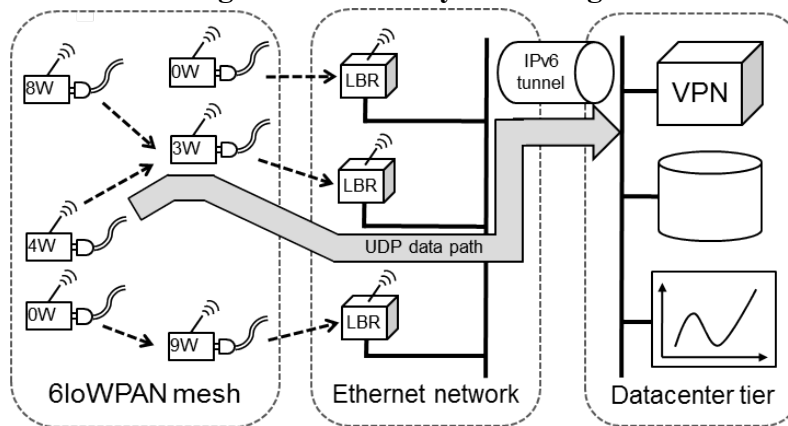 8W
0W
3W
4W
0W
9W
LBR
LBR
LBR
UDP data path
IPv6
tunnel
VPN
6loWPAN mesh
Ethernet network
Datacenter tier